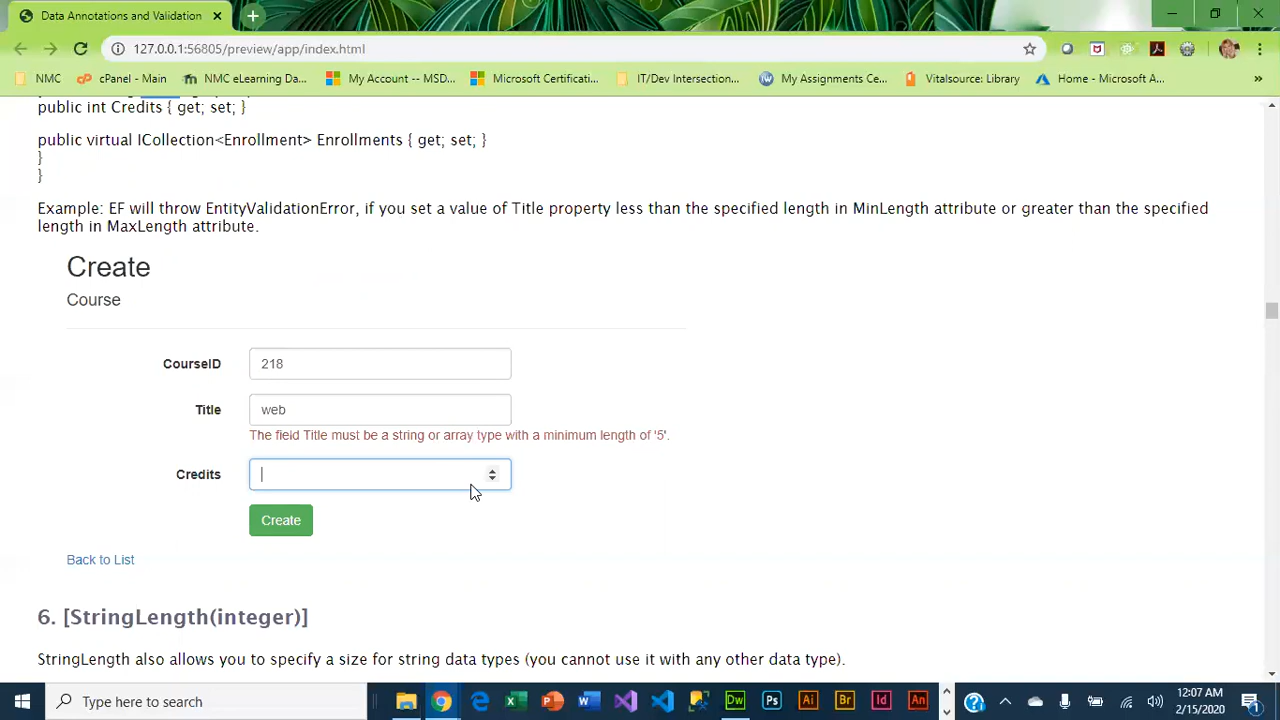 Data Annotations and Validation
127.0.0.1:56805/preview/app/index.html
NMC
cPanel - Main
NMC eLearning Da...
My Account -- MSD...
Microsoft Certificati...
IT/Dev Intersection...
My Assignments Ce...
Vitalsource: Library
Home - Microsoft A...
»
public int Credits { get; set; }
public virtual ICollection<Enrollment> Enrollments { get; set; }
}
}
Example: EF will throw EntityValidationError, if you set a value of Title property less than the specified length in MinLength attribute or greater than the specified
length in MaxLength attribute.
Create
Course
CourseID
218
Title
web
The field Title must be a string or array type with a minimum length of '5'.
Credits
Create
Back to List
6. [StringLength(integer)]
StringLength also allows you to specify a size for string data types (you cannot use it with any other data type).
Type here to search
Dw
Ps
Ai
Br
Id
An
12:07 AM
2/15/2020